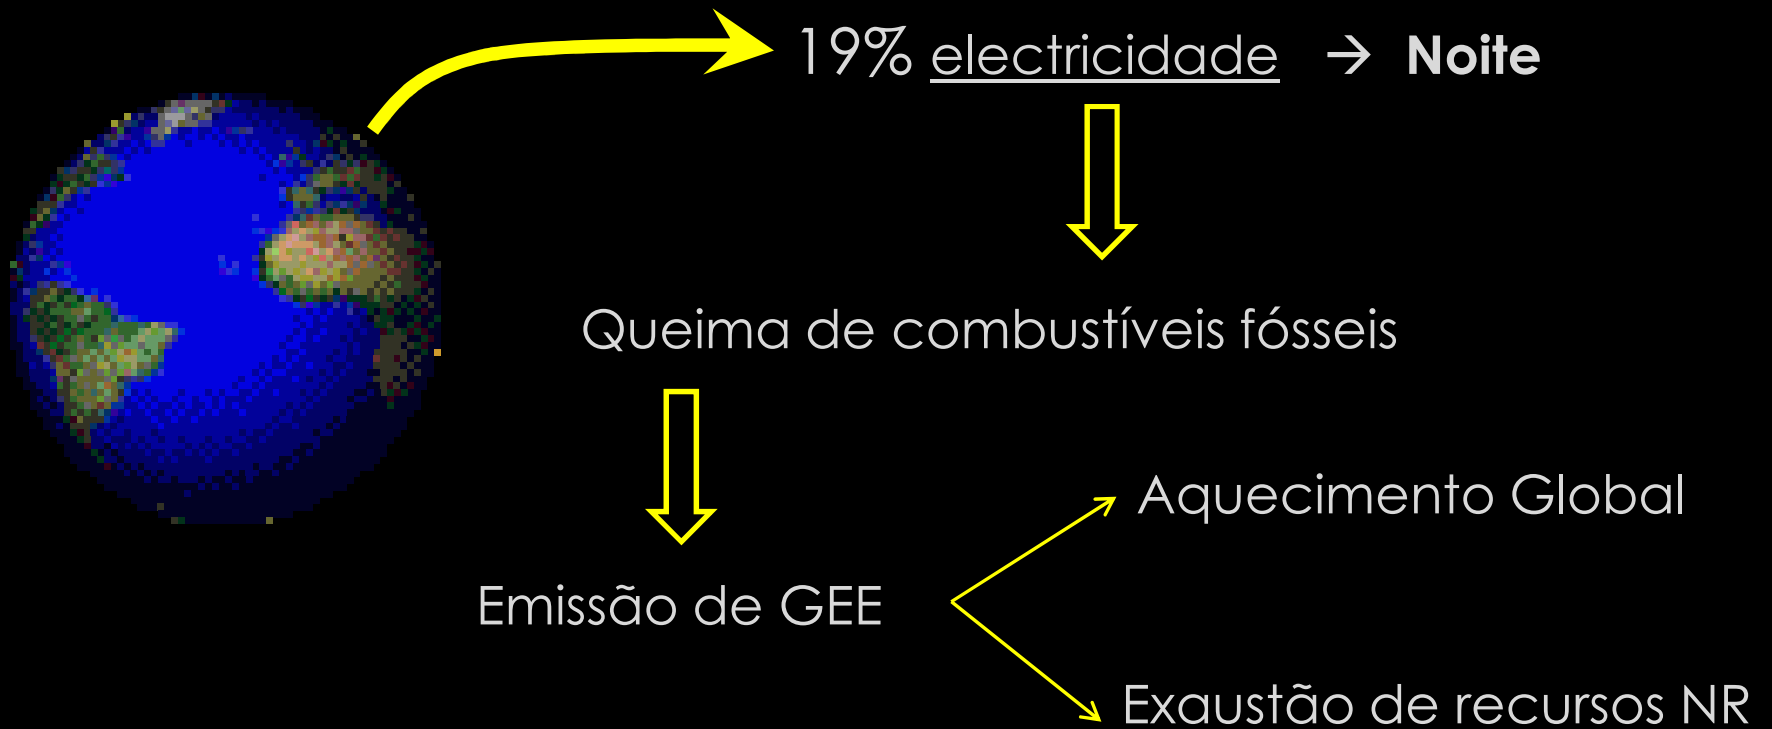 19% electricidade → Noite
Queima de combustíveis fósseis
Aquecimento Global
Emissão de GEE
Exaustão de recursos NR